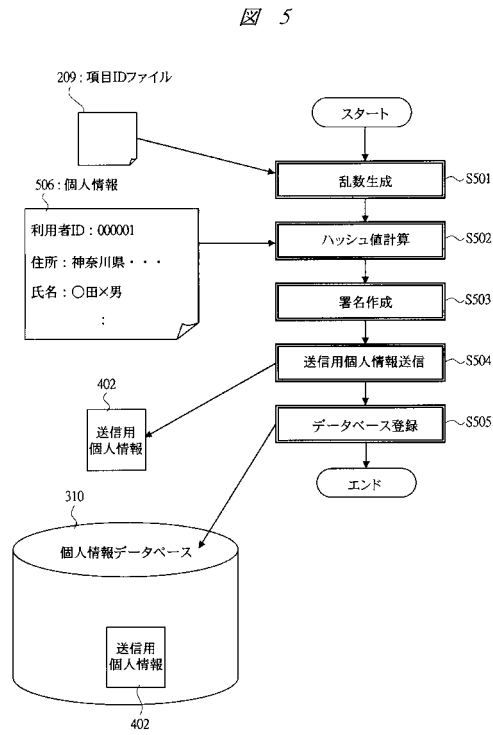 図 5
209：項目IDファイル
スタート
乱数生成
S501
506：個人情報
利用者ID：000001
住所：神奈川県・・・
氏名：〇田×男
：
ハッシュ値計算
S502
署名作成
S503
送信用個人情報送信
S504
402
送信用
個人情報
データベース登録
S505
エンド
310
個人情報データベース
送信用
個人情報
402